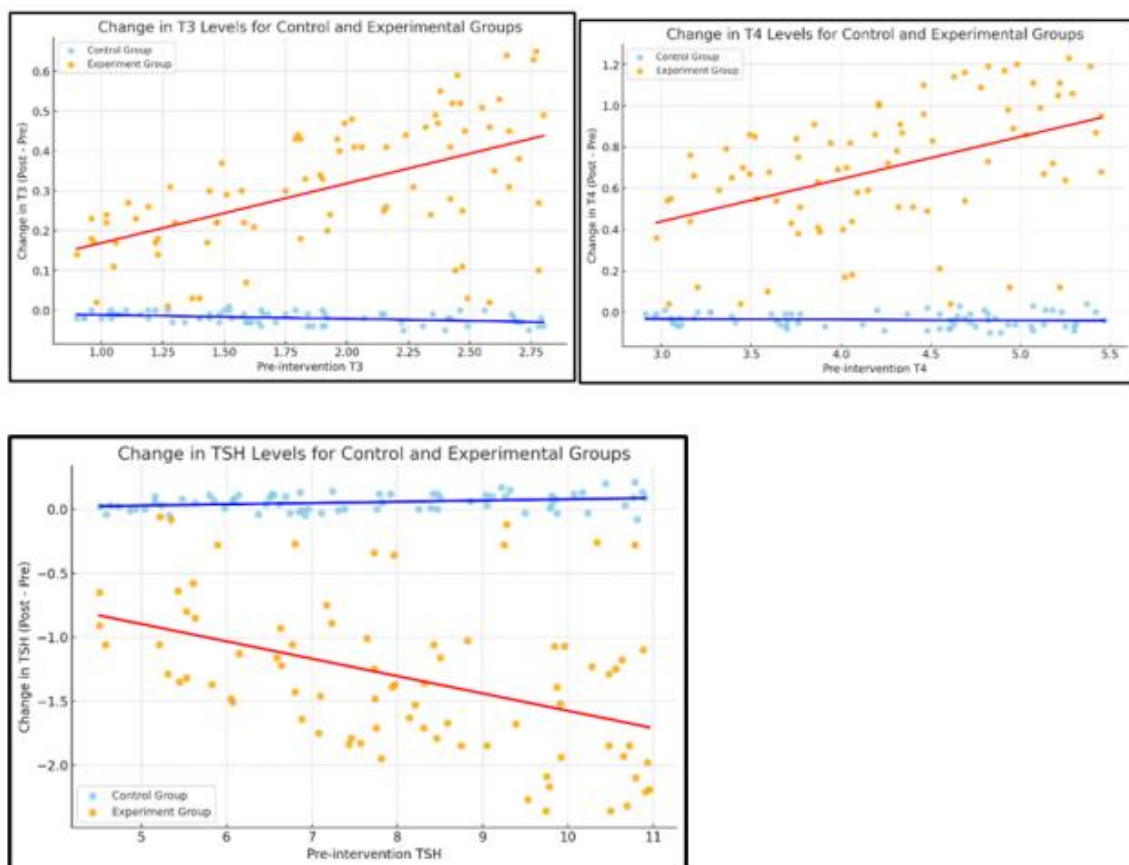 Change in T3 Levels for Control and Experimental Groups
Control Group
Experiment Group
Change in T3 (Post - Pre)
0.6
0.5
0.4
0.3
0.2
0.1
0.0
1.00
1.25
1.50
1.75
2.00
2.25
2.50
2.75
Pre-intervention T3
Change in T4 Levels for Control and Experimental Groups
Control Group
Experiment Group
Change in T4 (Post - Pre)
1.2
1.0
0.8
0.6
0.4
0.2
0.0
3.0
3.5
4.0
4.5
5.0
5.5
Pre-intervention T4
Change in TSH Levels for Control and Experimental Groups
Change in TSH (Post - Pre)
0.0
−0.5
−1.0
−1.5
−2.0
Control Group
Experiment Group
5
6
7
8
9
10
11
Pre-intervention TSH